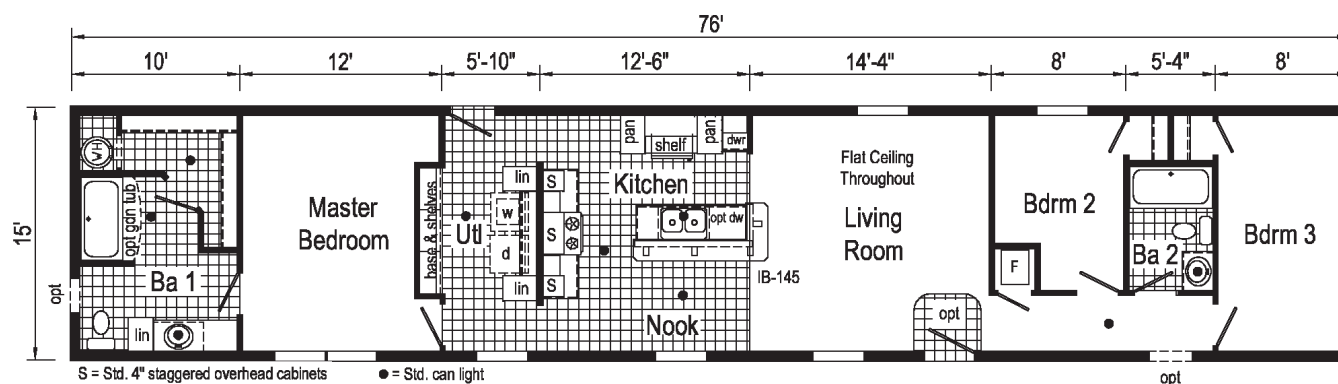 76'
10'
12'
5'-10"
12'-6"
14'-4"
8'
5'-4"
8'
15'
WH
opt gdn tub
Ba 1
opt
lin
Master
Bedroom
base & shelves
Utl
lin
w
d
lin
S
S
S
pan
shelf
pan
dwr
Kitchen
opt dw
IB-145
Nook
Flat Ceiling
Throughout
Living
Room
opt
Bdrm 2
F
Ba 2
Bdrm 3
opt
S = Std. 4" staggered overhead cabinets
● = Std. can light